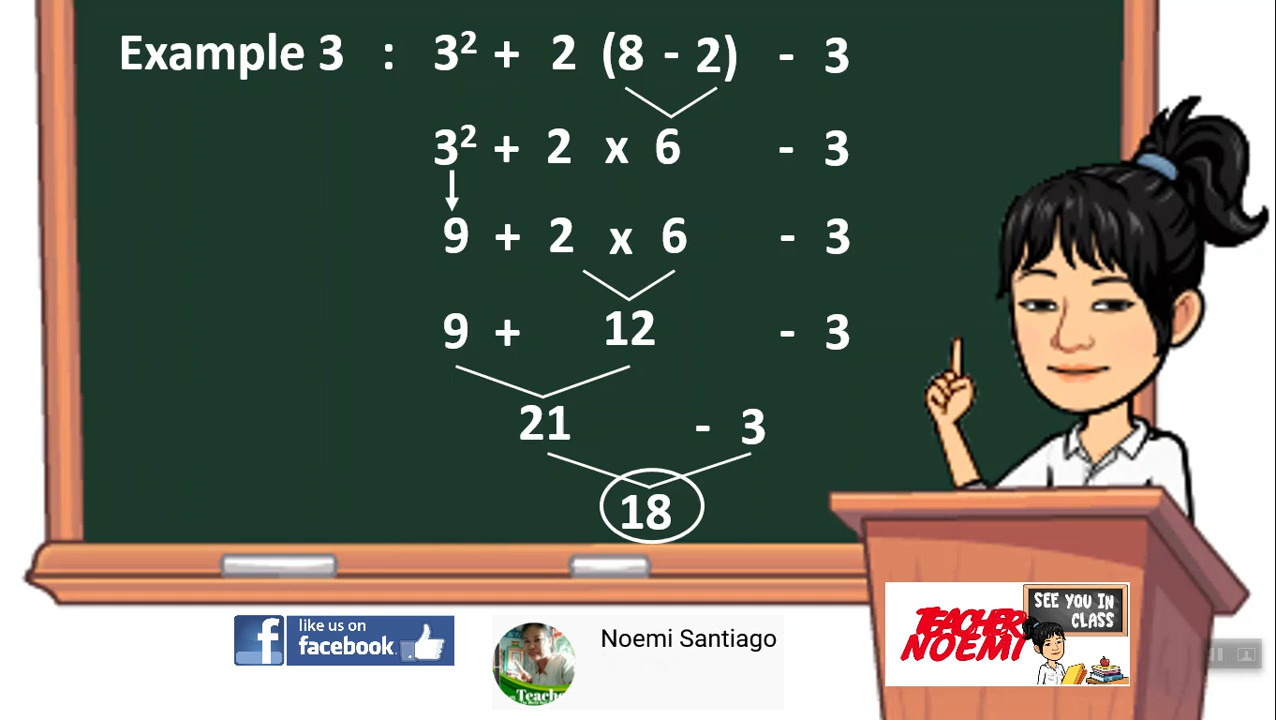 Example 3 : 3² + 2 (8 - 2) - 3
3² + 2 x 6 - 3
9 + 2 x 6 - 3
9 + 12 - 3
21 - 3
18
like us on
facebook
Noemi Santiago
Teache
TEACHER
NOEMI
SEE YOU IN
CLASS